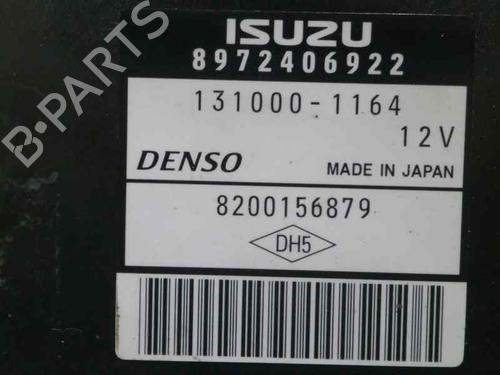 ISUZU
8972406922
131000-1164
12V
DENSO MADE IN JAPAN
8200156879
DH5
B-PARTS